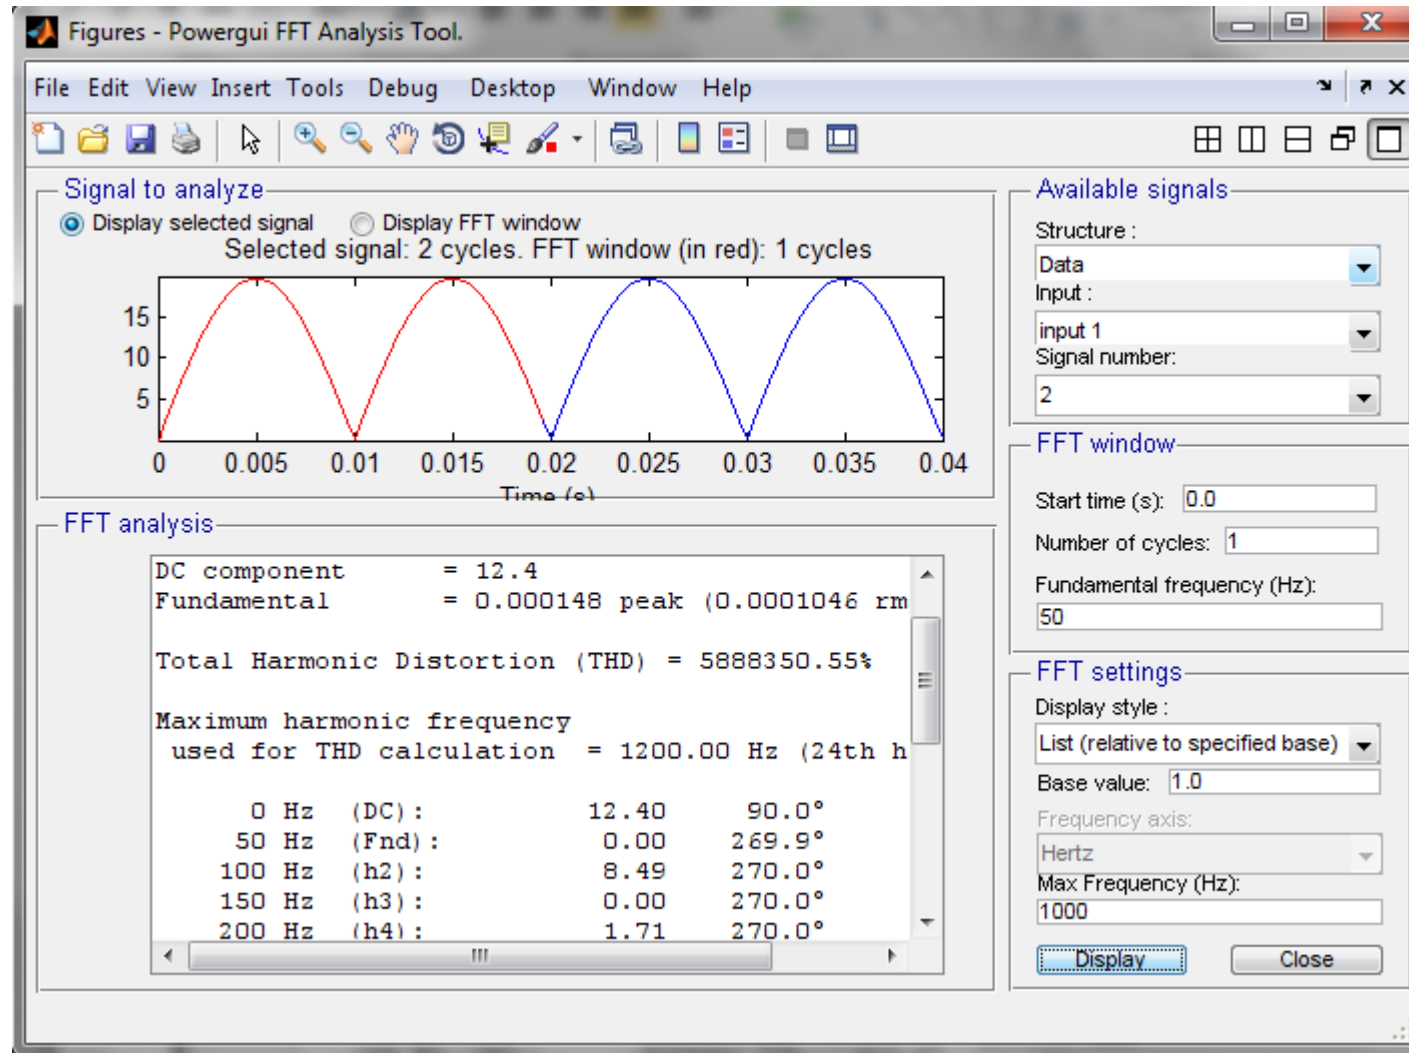 Figures - Powergui FFT Analysis Tool.
File Edit View Insert Tools Debug Desktop Window Help
Signal to analyze
Display selected signal Display FFT window
Selected signal: 2 cycles. FFT window (in red): 1 cycles
15
10
5
0 0.005 0.01 0.015 0.02 0.025 0.03 0.035 0.04
Time (s)
FFT analysis
DC component = 12.4
Fundamental = 0.000148 peak (0.0001046 rm
Total Harmonic Distortion (THD) = 5888350.55%
Maximum harmonic frequency
used for THD calculation = 1200.00 Hz (24th h
0 Hz (DC): 12.40 90.0°
50 Hz (Fnd): 0.00 269.9°
100 Hz (h2): 8.49 270.0°
150 Hz (h3): 0.00 270.0°
200 Hz (h4): 1.71 270.0°
Available signals
Structure :
Data
Input :
input 1
Signal number:
2
FFT window
Start time (s): 0.0
Number of cycles: 1
Fundamental frequency (Hz):
50
FFT settings
Display style :
List (relative to specified base)
Base value: 1.0
Frequency axis:
Hertz
Max Frequency (Hz):
1000
Display Close